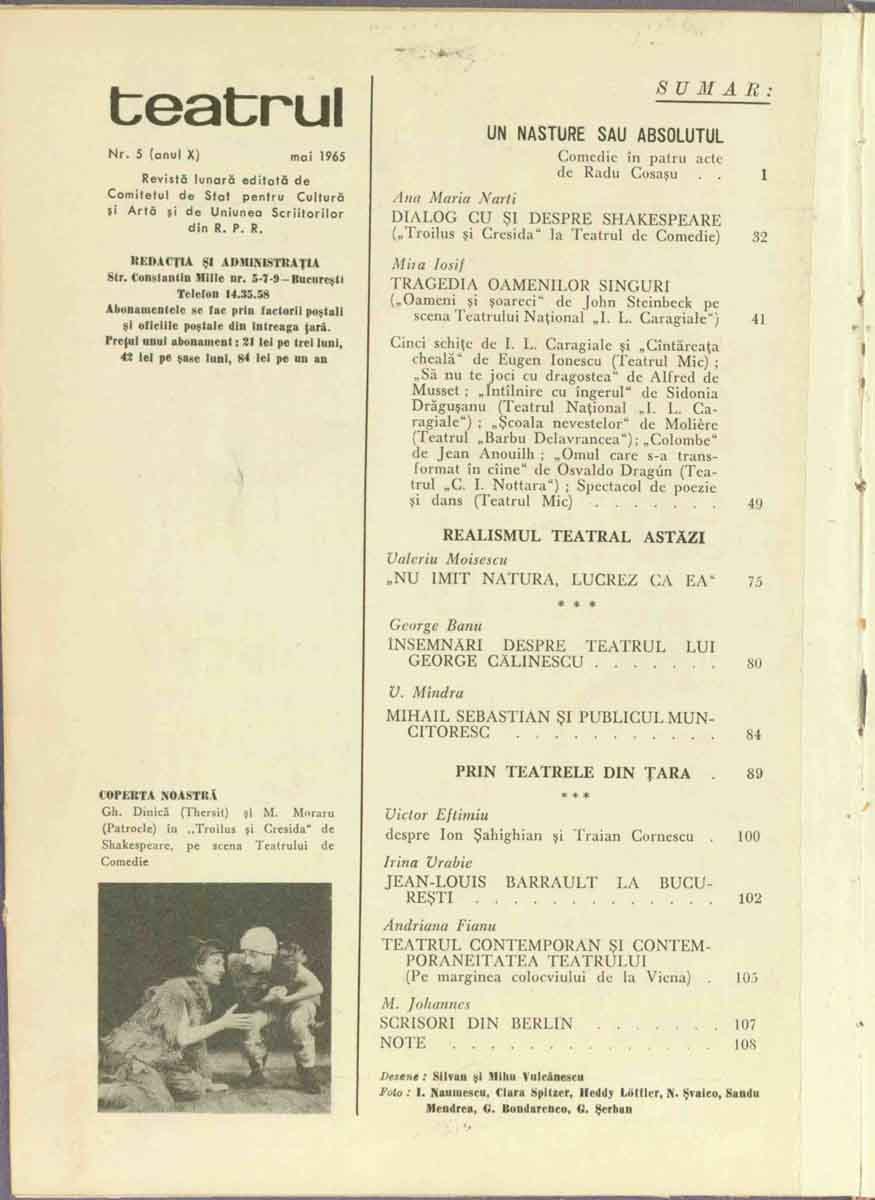 teatrul
Nr. 5 (anul X) mai 1965
Revistă lunară editată de
Comitetul de Stat pentru Cultură
și Artă și de Uniunea Scriitorilor
din R. P. R.
REDACȚIA ȘI ADMINISTRAȚIA
Str. Constantin Mille nr. 5-7-9 — București
Telefon 14.35.58
Abonamentele se fac prin factorii poștali
și oficiile poștale din întreaga țară.
Prețul unui abonament : 21 lei pe trei luni,
42 lei pe șase luni, 84 lei pe un an
COPERTA NOASTRĂ
Gh. Dinică (Thersit) și M. Moraru
(Patrocle) în „Troilus și Cresida“ de
Shakespeare, pe scena Teatrului de
Comedie
SUMAR :
UN NASTURE SAU ABSOLUTUL
Comedie în patru acte
de Radu Cosașu . . 1
Ana Maria Narti
DIALOG CU ȘI DESPRE SHAKESPEARE
(„Troilus și Cresida“ la Teatrul de Comedie) 32
Mira Iosif
TRAGEDIA OAMENILOR SINGURI
(„Oameni și șoareci“ de John Steinbeck pe
scena Teatrului Național „I. L. Caragiale“) 41
Cinci schițe de I. L. Caragiale și „Cîntăreața
cheală“ de Eugen Ionescu (Teatrul Mic) ;
„Să nu te joci cu dragostea“ de Alfred de
Musset ; „Întîlnire cu îngerul“ de Sidonia
Drăgușanu (Teatrul Național „I. L. Ca-
ragiale“) ; „Școala nevestelor“ de Molière
(Teatrul „Barbu Delavrancea“) ; „Colombe“
de Jean Anouilh ; „Omul care s-a trans-
format în cîine“ de Osvaldo Dragún (Tea-
trul „C. I. Nottara“) ; Spectacol de poezie
și dans (Teatrul Mic) . . . . . . . 49
REALISMUL TEATRAL ASTĂZI
Valeriu Moisescu
„NU IMIT NATURA, LUCREZ CA EA“ 75
* * *
George Banu
ÎNSEMNĂRI DESPRE TEATRUL LUI
GEORGE CĂLINESCU . . . . . . . 80
V. Mîndra
MIHAIL SEBASTIAN ȘI PUBLICUL MUN-
CITORESC . . . . . . . . . . . 84
PRIN TEATRELE DIN ȚARA . 89
* * *
Victor Eftimiu
despre Ion Șahighian și Traian Cornescu . 100
Irina Vrabie
JEAN-LOUIS BARRAULT LA BUCU-
REȘTI . . . . . . . . . . . . . 102
Andriana Fianu
TEATRUL CONTEMPORAN ȘI CONTEM-
PORANEITATEA TEATRULUI
(Pe marginea colocviului de la Viena) . 105
M. Johannes
SCRISORI DIN BERLIN . . . . . . . 107
NOTE . . . . . . . . . . . . . . 108
Desene : Silvan și Mihu Vulcănescu
Foto : I. Naumescu, Clara Spitzer, Heddy Löffler, N. Șvaico, Sandu
Mendrea, G. Bondarenco, G. Șerban